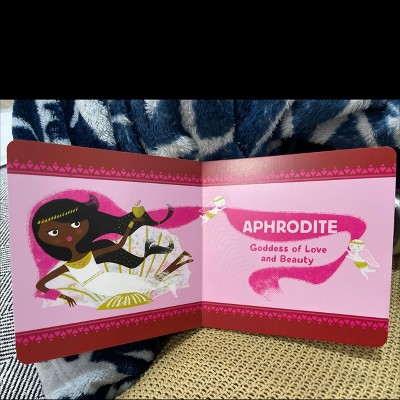 APHRODITE
Goddess of Love
and Beauty